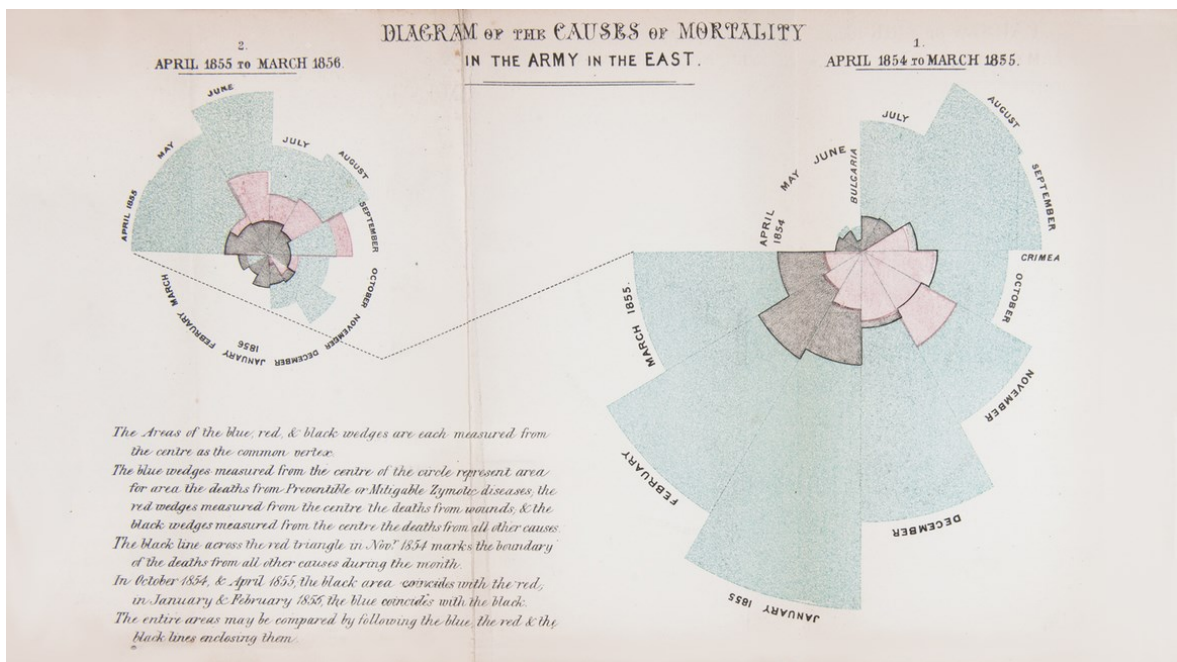 DIAGRAM OF THE CAUSES OF MORTALITY
IN THE ARMY IN THE EAST.
2.
APRIL 1855 TO MARCH 1856.
JUNE
MAY
JULY
AUGUST
APRIL 1855
SEPTEMBER
OCTOBER
NOVEMBER
DECEMBER
JANUARY
1856
FEBRUARY
MARCH
1.
APRIL 1854 TO MARCH 1855.
AUGUST
JULY
JUNE
BULGARIA
MAY
SEPTEMBER
APRIL
1854
CRIMEA
OCTOBER
MARCH 1855.
NOVEMBER
FEBRUARY
DECEMBER
JANUARY 1855
The Areas of the blue, red, & black wedges are each measured from
the centre as the common vertex.
The blue wedges measured from the centre of the circle represent area
for area the deaths from Preventible or Mitigable Zymotic diseases; the
red wedges measured from the centre the deaths from wounds; & the
black wedges measured from the centre the deaths from all other causes.
The black line across the red triangle in Novr. 1854 marks the boundary
of the deaths from all other causes during the month.
In October 1854, & April 1855; the black area coincides with the red;
in January & February 1856, the blue coincides with the black.
The entire areas may be compared by following the blue, the red & the
black lines enclosing them.